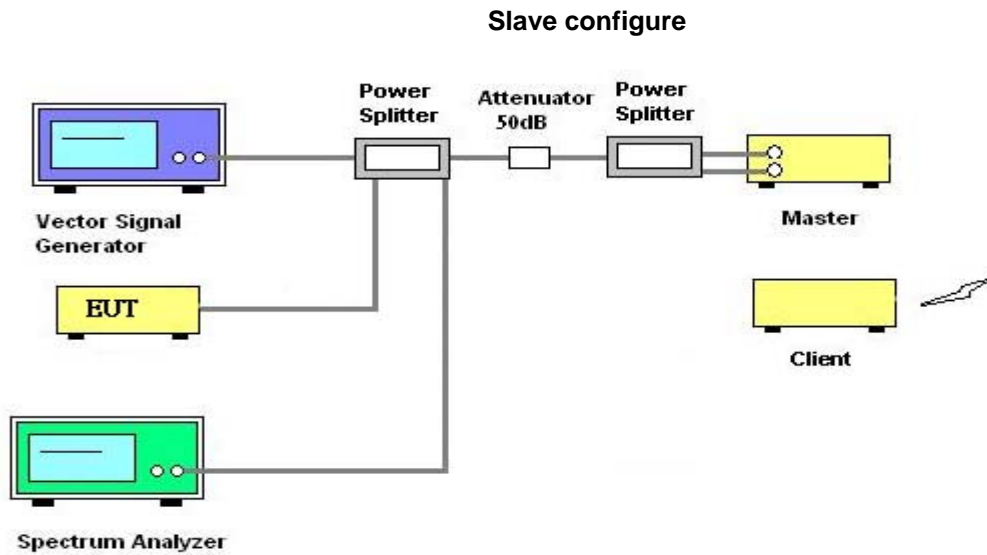 Slave configure
Power
Splitter
Attenuator
50dB
Power
Splitter
Vector Signal
Generator
Master
EUT
Client
Spectrum Analyzer